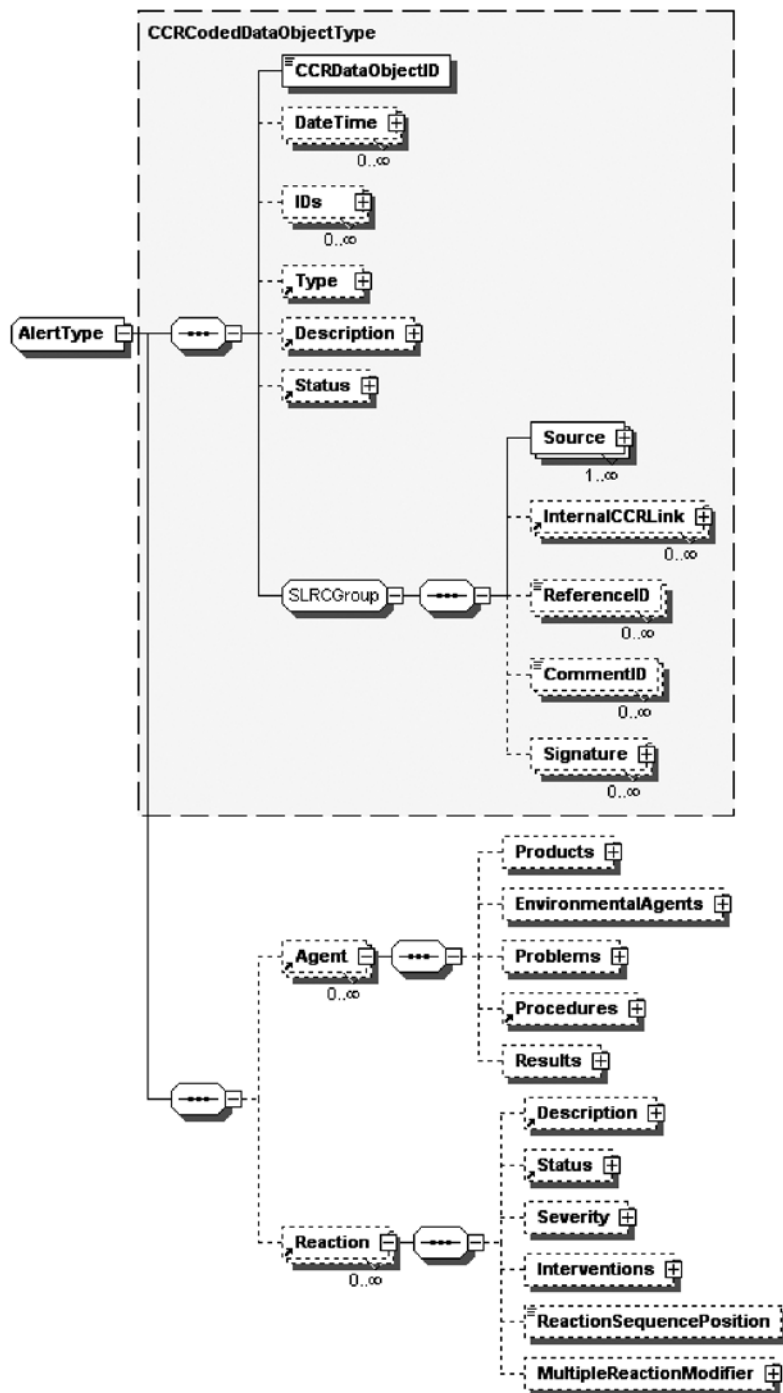 CCRCodedDataObjectType
CCRDataObjectID
DateTime
0..∞
IDs
0..∞
Type
AlertType
Description
Status
Source
1..∞
InternalCCRLink
0..∞
SLRCGroup
ReferenceID
0..∞
CommentID
0..∞
Signature
0..∞
Products
EnvironmentalAgents
Agent
0..∞
Problems
Procedures
Results
Description
Status
Severity
Reaction
0..∞
Interventions
ReactionSequencePosition
MultipleReactionModifier